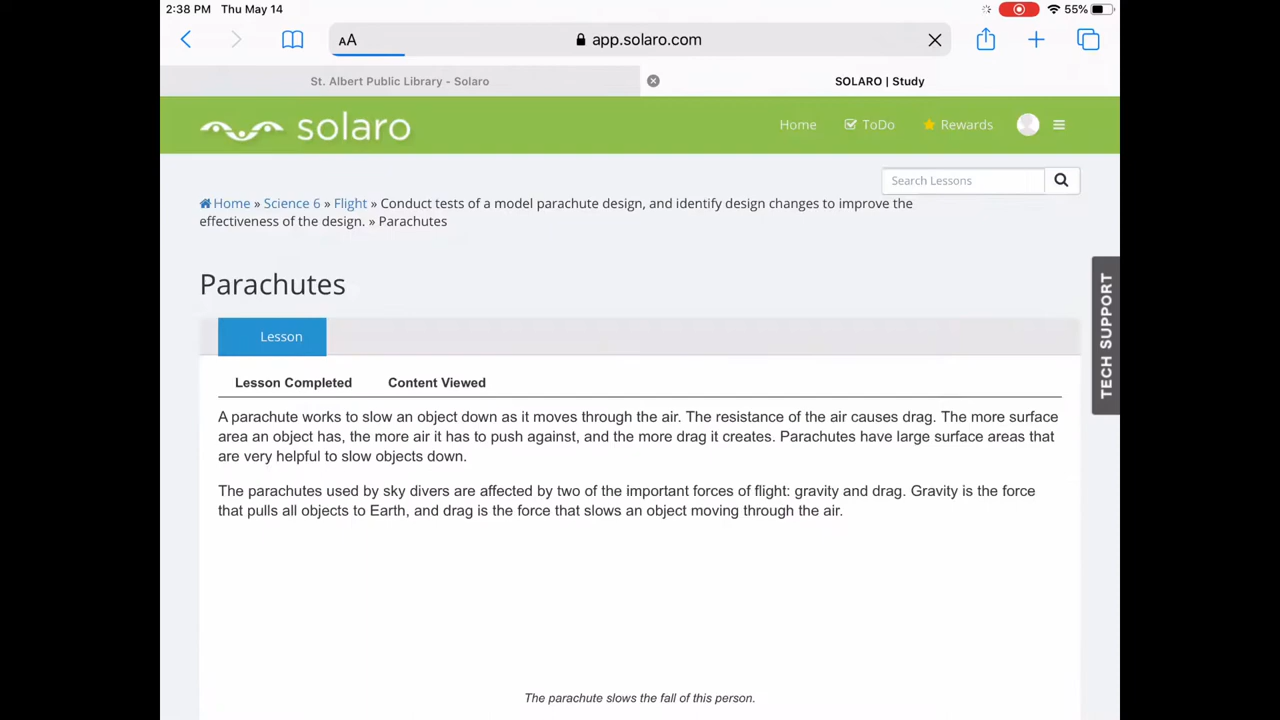 2:38 PM Thu May 14
55%
AA
app.solaro.com
St. Albert Public Library - Solaro
SOLARO | Study
solaro
Home
ToDo
Rewards
Search Lessons
Home » Science 6 » Flight » Conduct tests of a model parachute design, and identify design changes to improve the
effectiveness of the design. » Parachutes
TECH SUPPORT
Parachutes
Lesson
Lesson Completed
Content Viewed
A parachute works to slow an object down as it moves through the air. The resistance of the air causes drag. The more surface
area an object has, the more air it has to push against, and the more drag it creates. Parachutes have large surface areas that
are very helpful to slow objects down.
The parachutes used by sky divers are affected by two of the important forces of flight: gravity and drag. Gravity is the force
that pulls all objects to Earth, and drag is the force that slows an object moving through the air.
The parachute slows the fall of this person.